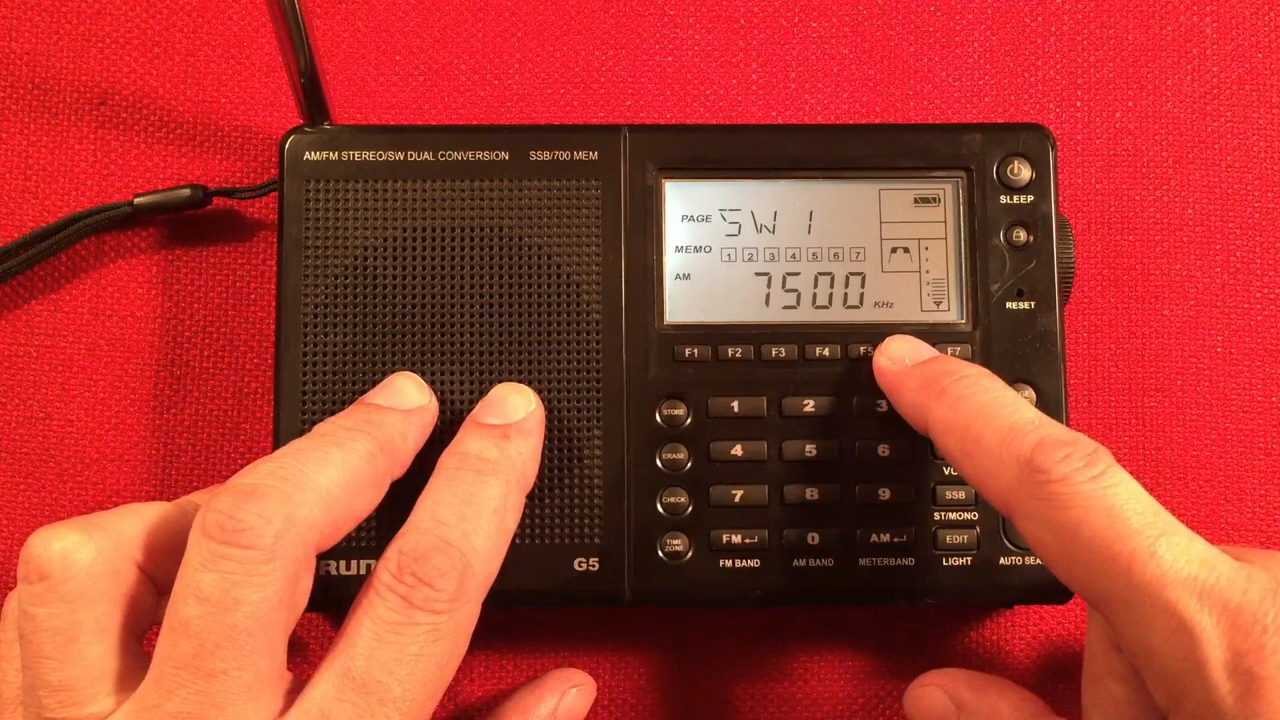 AM/FM STEREO/SW DUAL CONVERSION SSB/700 MEM
SLEEP
PAGE SW 1
MEMO 1 2 3 4 5 6 7
AM 7500 KHz
RESET
F1 F2 F3 F4 F5 F7
STORE 1 2 3
ERASE 4 5 6
CHECK 7 8 9 SSB
ST/MONO
TIME ZONE FM 0 AM EDIT
FM BAND AM BAND METERBAND LIGHT AUTO SEA
RUN G5